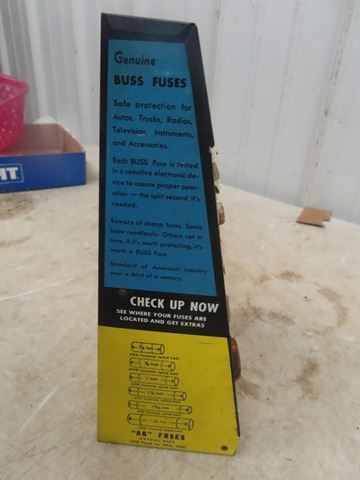 Genuine
BUSS FUSES
Safe protection for
Autos, Trucks, Radios,
Television, Instruments,
and Accessories.
Each BUSS Fuse is tested
in a sensitive electronic de-
vice to assure proper oper-
ation — the split second it's
needed.
Beware of cheap fuses. Some
blow needlessly. Others not in
time. If it's worth protecting, it's
worth a BUSS Fuse.
Standard of American Industry
over a third of a century.
CHECK UP NOW
SEE WHERE YOUR FUSES ARE
LOCATED AND GET EXTRAS
"AG" FUSES
ACTUAL SIZE
HT